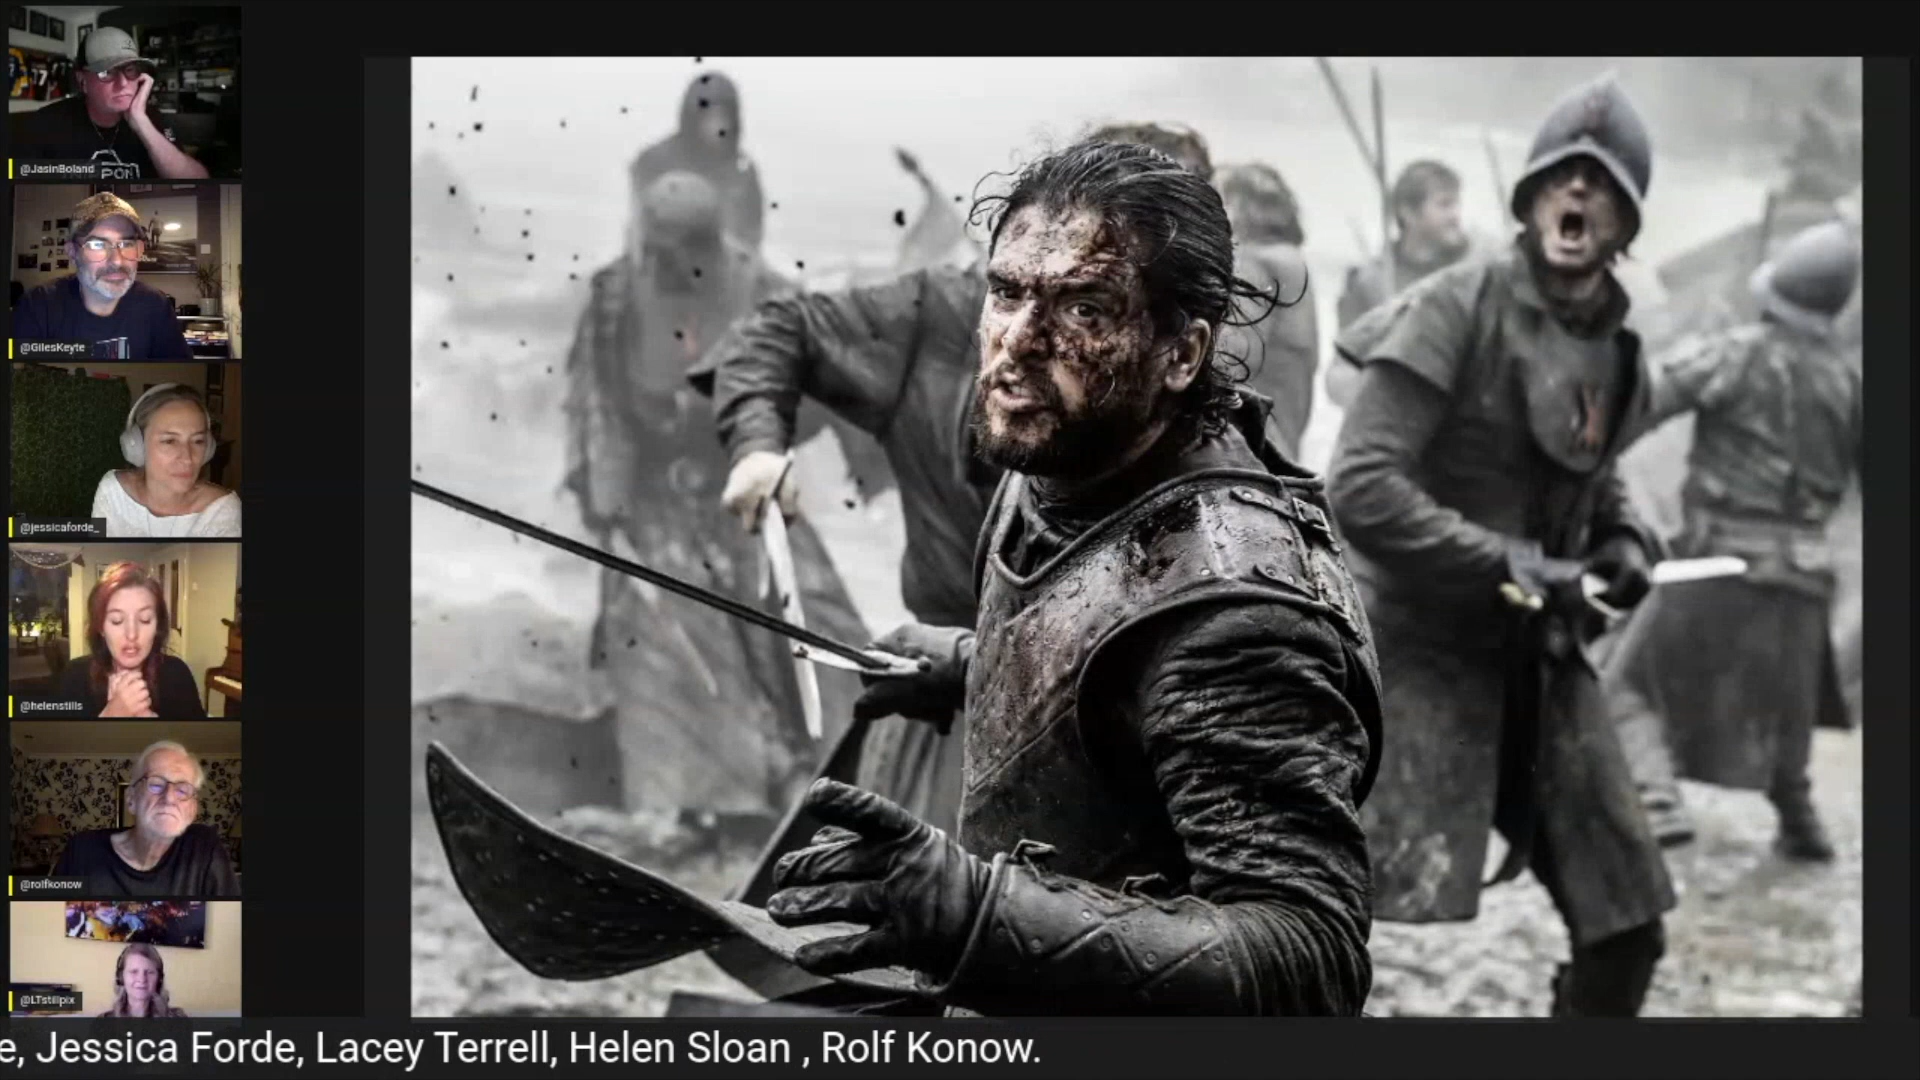 @JasinBoland
@GilesKeyte
@jessicaforde_
@helenstills
@rolfkonow
@LTstillpix
e, Jessica Forde, Lacey Terrell, Helen Sloan , Rolf Konow.